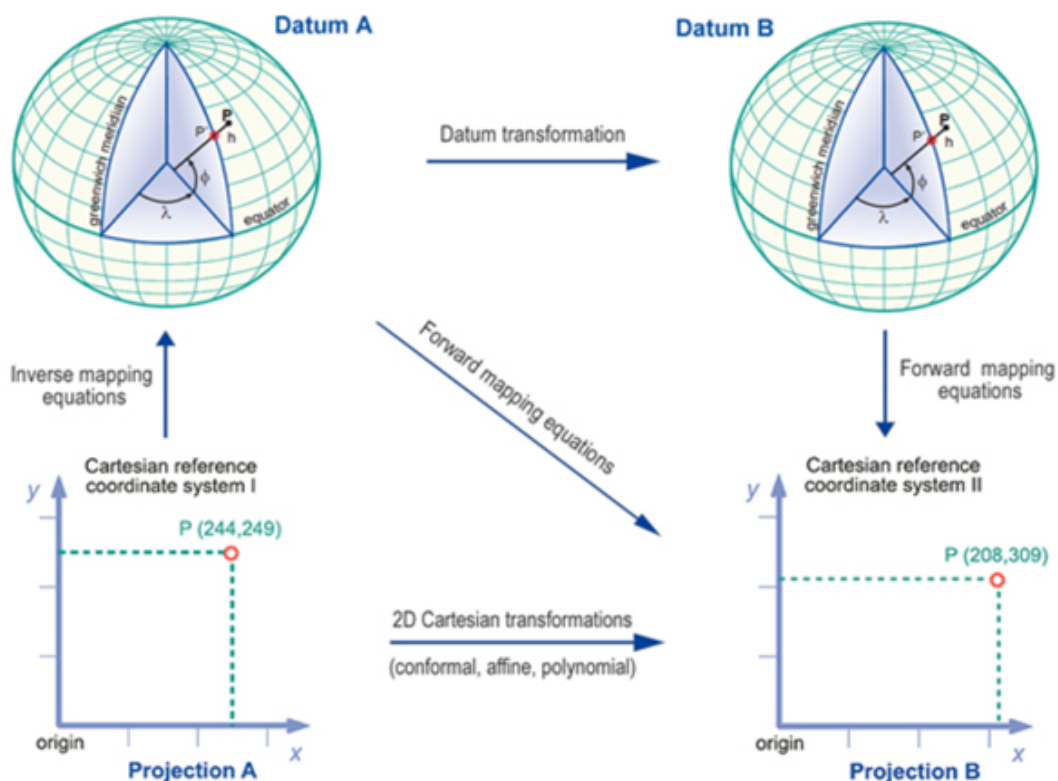 Datum A
Datum B
greenwich meridian
P
P'
h
ϕ
λ
equator
Datum transformation
greenwich meridian
P
P'
h
ϕ
λ
equator
Inverse mapping
equations
Forward mapping equations
Forward mapping
equations
Cartesian reference
coordinate system I
y
P (244,249)
origin
x
Projection A
2D Cartesian transformations
(conformal, affine, polynomial)
Cartesian reference
coordinate system II
y
P (208,309)
origin
x
Projection B